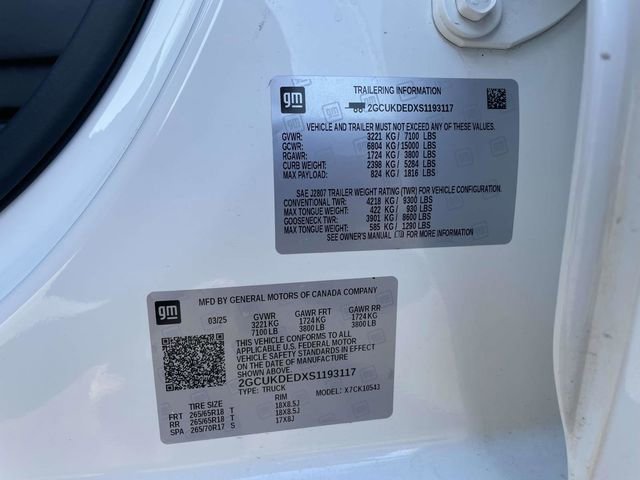 gm
TRAILERING INFORMATION
2GCUKDEDXS1193117
VEHICLE AND TRAILER MUST NOT EXCEED ANY OF THESE VALUES.
GVWR: 3221 KG / 7100 LBS
GCWR: 6804 KG / 15000 LBS
RGAWR: 1724 KG / 3800 LBS
CURB WEIGHT: 2398 KG / 5284 LBS
MAX PAYLOAD: 824 KG / 1816 LBS
SAE J2807 TRAILER WEIGHT RATING (TWR) FOR VEHICLE CONFIGURATION.
CONVENTIONAL TWR: 4218 KG / 9300 LBS
MAX TONGUE WEIGHT: 422 KG / 930 LBS
GOOSENECK TWR: 3901 KG / 8600 LBS
MAX TONGUE WEIGHT: 585 KG / 1290 LBS
SEE OWNER'S MANUAL FOR MORE INFORMATION
gm
MFD BY GENERAL MOTORS OF CANADA COMPANY
03/25 GVWR GAWR FRT GAWR RR
3221KG 1724KG 1724 KG
7100 LB 3800 LB 3800 LB
THIS VEHICLE CONFORMS TO ALL
APPLICABLE U.S. FEDERAL MOTOR
VEHICLE SAFETY STANDARDS IN EFFECT
ON THE DATE OF MANUFACTURE
SHOWN ABOVE.
2GCUKDEDXS1193117
TYPE: TRUCK MODEL: X7CK10543
TIRE SIZE RIM
FRT 265/65R18 T 18X8.5J
RR 265/65R18 T 18X8.5J
SPA 265/70R17 S 17X8J